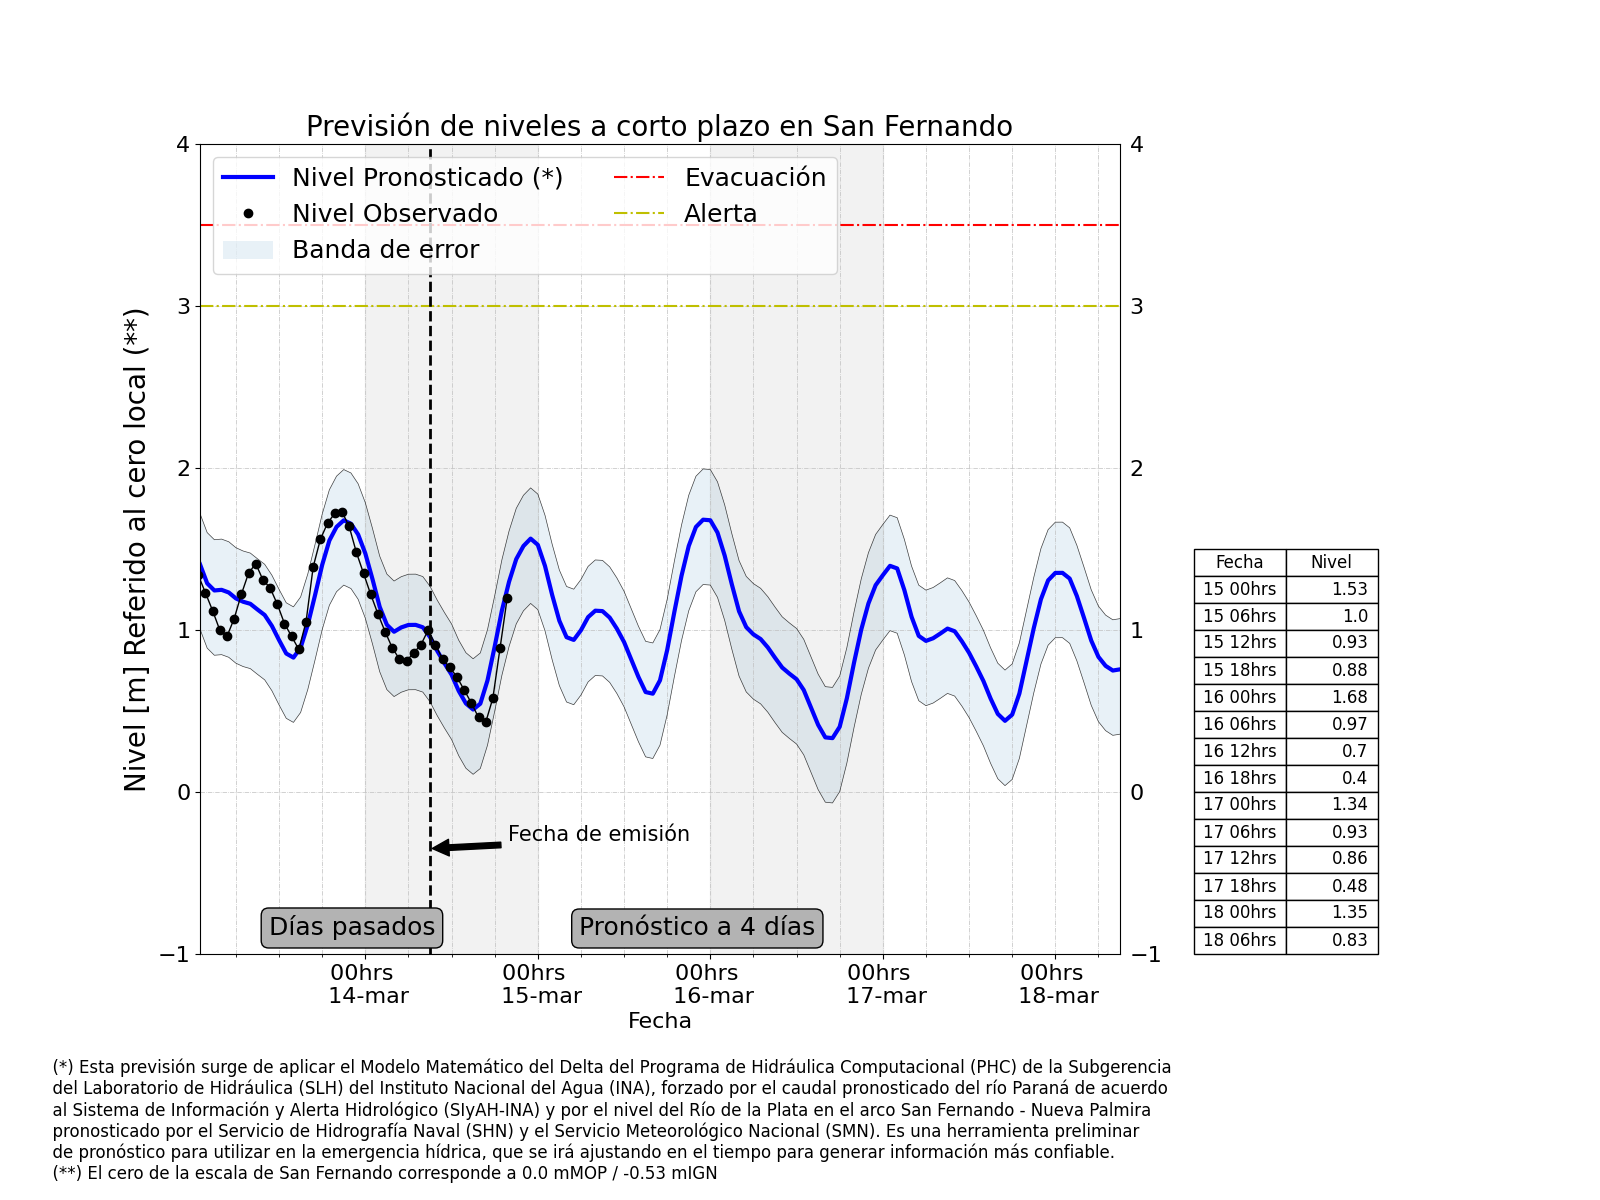 Previsión de niveles a corto plazo en San Fernando
Nivel Pronosticado (*)
Nivel Observado
Banda de error
Evacuación
Alerta
4
3
2
1
0
−1
4
3
2
1
0
−1
Nivel [m] Referido al cero local (**)
Fecha de emisión
Días pasados
Pronóstico a 4 días
00hrs 00hrs 00hrs 00hrs 00hrs
14-mar 15-mar 16-mar 17-mar 18-mar
Fecha
Fecha Nivel
15 00hrs 1.53
15 06hrs 1.0
15 12hrs 0.93
15 18hrs 0.88
16 00hrs 1.68
16 06hrs 0.97
16 12hrs 0.7
16 18hrs 0.4
17 00hrs 1.34
17 06hrs 0.93
17 12hrs 0.86
17 18hrs 0.48
18 00hrs 1.35
18 06hrs 0.83
(*) Esta previsión surge de aplicar el Modelo Matemático del Delta del Programa de Hidráulica Computacional (PHC) de la Subgerencia
del Laboratorio de Hidráulica (SLH) del Instituto Nacional del Agua (INA), forzado por el caudal pronosticado del río Paraná de acuerdo
al Sistema de Información y Alerta Hidrológico (SIyAH-INA) y por el nivel del Río de la Plata en el arco San Fernando - Nueva Palmira
pronosticado por el Servicio de Hidrografía Naval (SHN) y el Servicio Meteorológico Nacional (SMN). Es una herramienta preliminar
de pronóstico para utilizar en la emergencia hídrica, que se irá ajustando en el tiempo para generar información más confiable.
(**) El cero de la escala de San Fernando corresponde a 0.0 mMOP / -0.53 mIGN